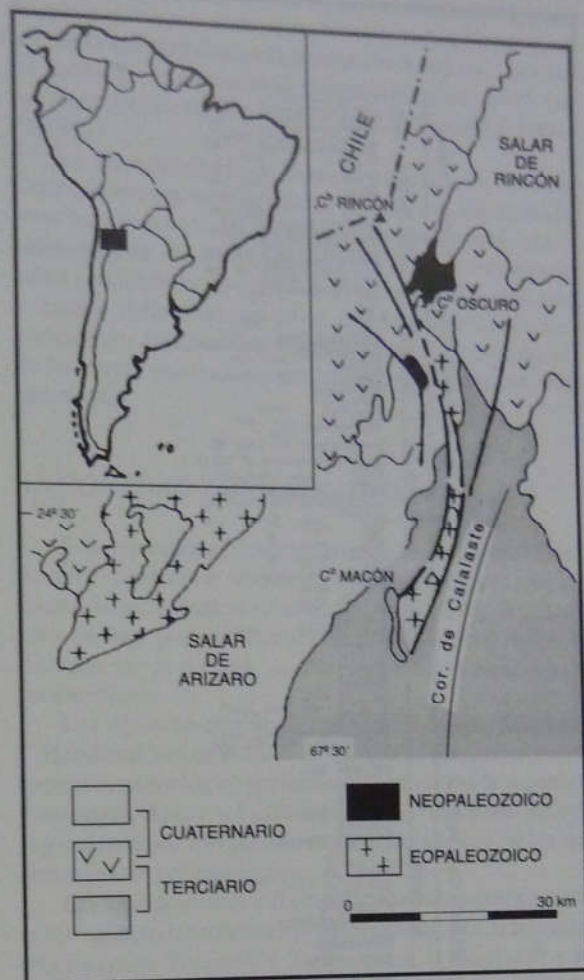 CHILE
SALAR
DE
RINCÓN
Cº RINCÓN
Cº OSCURO
24º 30´
Cº MACÓN
Cor. de Calalaste
SALAR
DE
ARIZARO
67º 30´
CUATERNARIO
TERCIARIO
NEOPALEOZOICO
EOPALEOZOICO
0 30 km